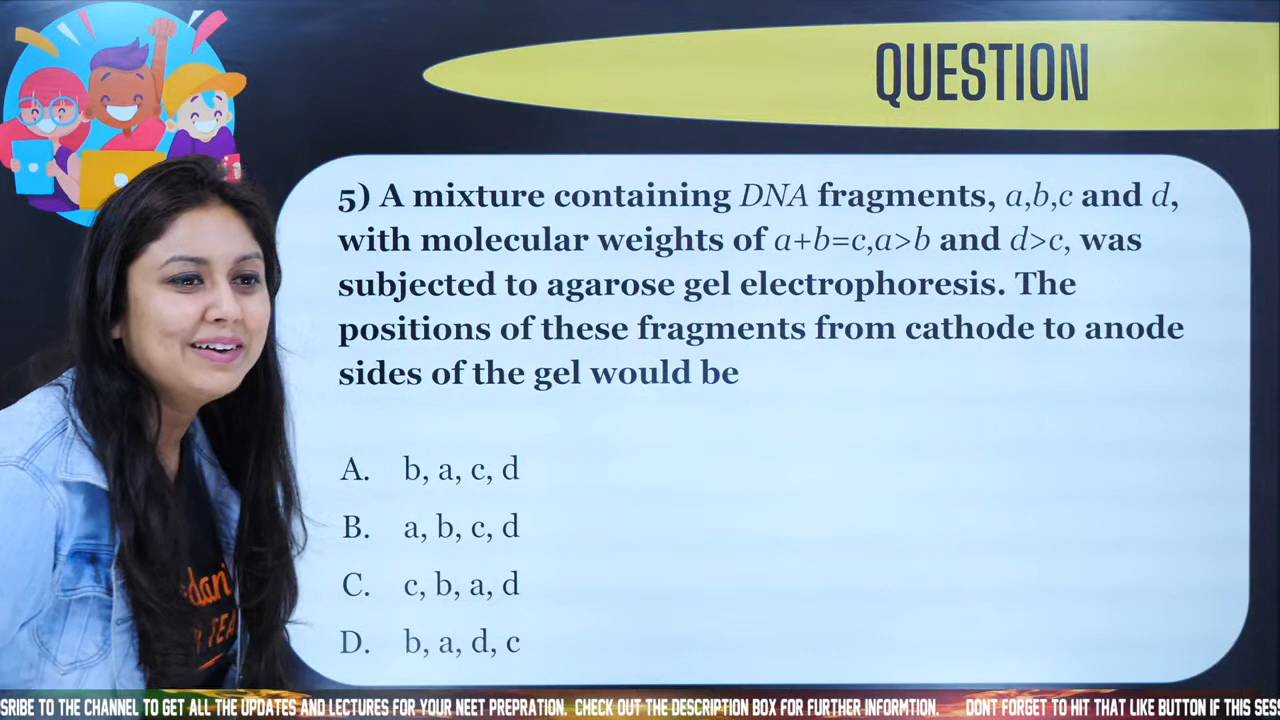 QUESTION
5) A mixture containing DNA fragments, a,b,c and d,
with molecular weights of a+b=c,a>b and d>c, was
subjected to agarose gel electrophoresis. The
positions of these fragments from cathode to anode
sides of the gel would be
A. b, a, c, d
B. a, b, c, d
C. c, b, a, d
D. b, a, d, c
SRIBE TO THE CHANNEL TO GET ALL THE UPDATES AND LECTURES FOR YOUR NEET PREPRATION. CHECK OUT THE DESCRIPTION BOX FOR FURTHER INFORMTION. DONT FORGET TO HIT THAT LIKE BUTTON IF THIS SES